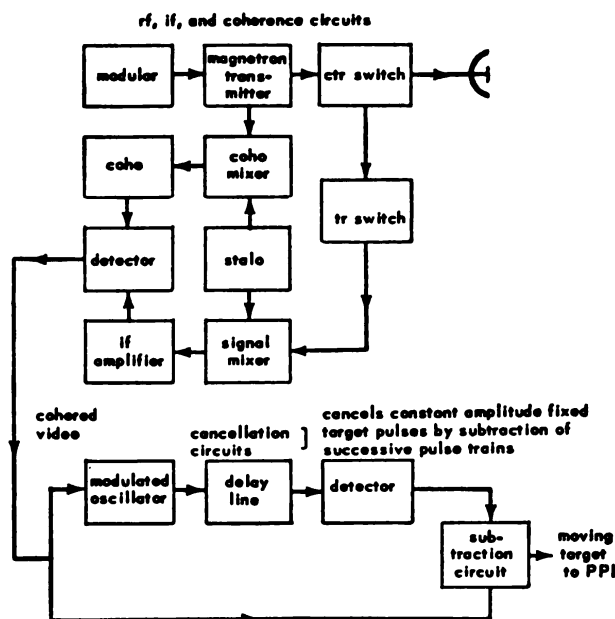 rf, if, and coherence circuits
modular
magnetron
trans-
mitter
ctr switch
coho
coho
mixer
tr switch
detector
stalo
if
amplifier
signal
mixer
cohered
video
cancellation
circuits
cancels constant amplitude fixed
target pulses by subtraction of
successive pulse trains
modulated
oscillator
delay
line
detector
sub-
traction
circuit
moving
target
to PPI